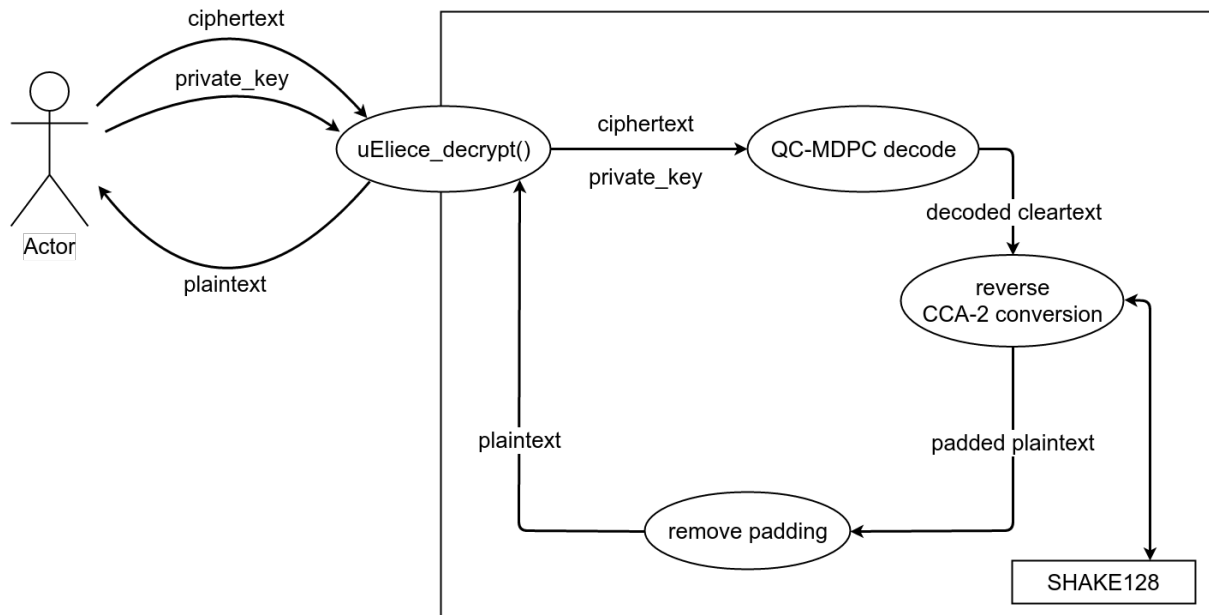 ciphertext
private_key
uEliece_decrypt()
ciphertext
private_key
QC-MDPC decode
Actor
plaintext
decoded cleartext
reverse
CCA-2 conversion
plaintext
padded plaintext
remove padding
SHAKE128